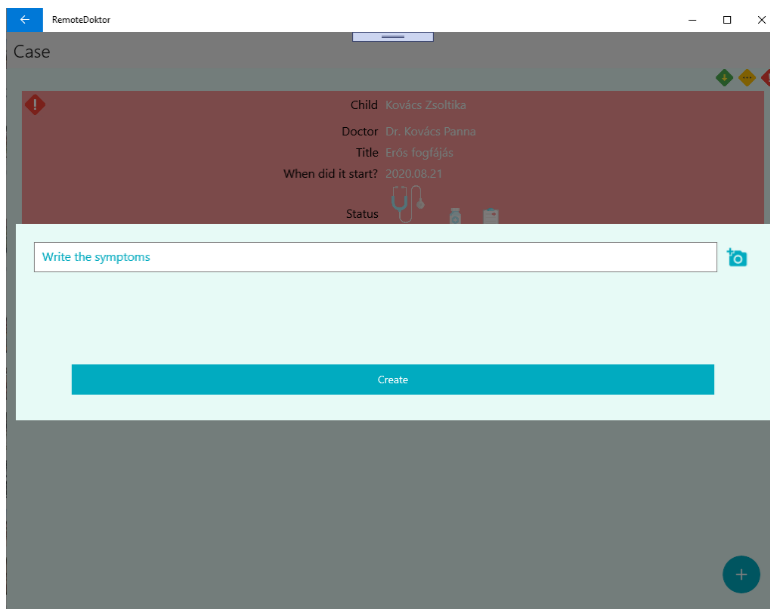 RemoteDoktor
Case
Child Kovács Zsoltika
Doctor Dr. Kovács Panna
Title Erős fogfájás
When did it start? 2020.08.21
Status
Write the symptoms
Create